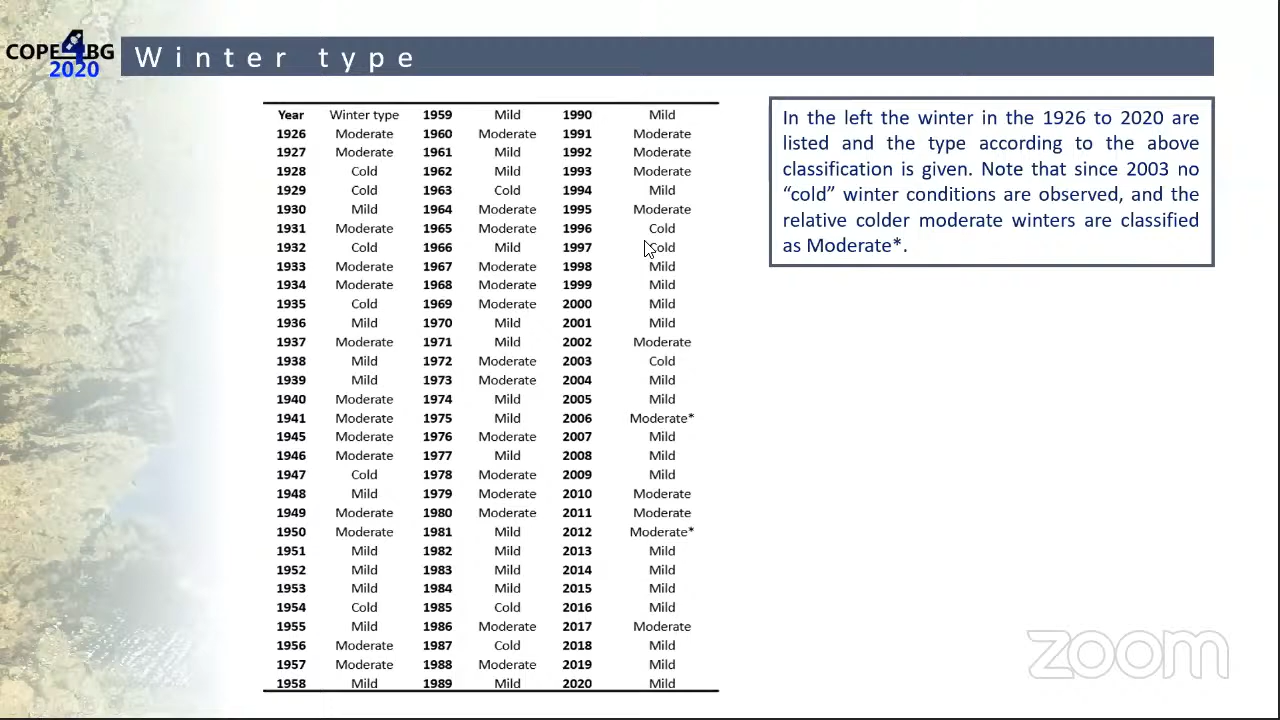 COPE4BG
2020
Winter type
Year Winter type 1959 Mild 1990 Mild
1926 Moderate 1960 Moderate 1991 Moderate
1927 Moderate 1961 Mild 1992 Moderate
1928 Cold 1962 Mild 1993 Moderate
1929 Cold 1963 Cold 1994 Mild
1930 Mild 1964 Moderate 1995 Moderate
1931 Moderate 1965 Moderate 1996 Cold
1932 Cold 1966 Mild 1997 Cold
1933 Moderate 1967 Moderate 1998 Mild
1934 Moderate 1968 Moderate 1999 Mild
1935 Cold 1969 Moderate 2000 Mild
1936 Mild 1970 Mild 2001 Mild
1937 Moderate 1971 Mild 2002 Moderate
1938 Mild 1972 Moderate 2003 Cold
1939 Mild 1973 Moderate 2004 Mild
1940 Moderate 1974 Mild 2005 Mild
1941 Moderate 1975 Mild 2006 Moderate*
1945 Moderate 1976 Moderate 2007 Mild
1946 Moderate 1977 Mild 2008 Mild
1947 Cold 1978 Moderate 2009 Mild
1948 Mild 1979 Moderate 2010 Moderate
1949 Moderate 1980 Moderate 2011 Moderate
1950 Moderate 1981 Mild 2012 Moderate*
1951 Mild 1982 Mild 2013 Mild
1952 Mild 1983 Mild 2014 Mild
1953 Mild 1984 Mild 2015 Mild
1954 Cold 1985 Cold 2016 Mild
1955 Mild 1986 Moderate 2017 Moderate
1956 Moderate 1987 Cold 2018 Mild
1957 Moderate 1988 Moderate 2019 Mild
1958 Mild 1989 Mild 2020 Mild
In the left the winter in the 1926 to 2020 are
listed and the type according to the above
classification is given. Note that since 2003 no
“cold” winter conditions are observed, and the
relative colder moderate winters are classified
as Moderate*.
zoom